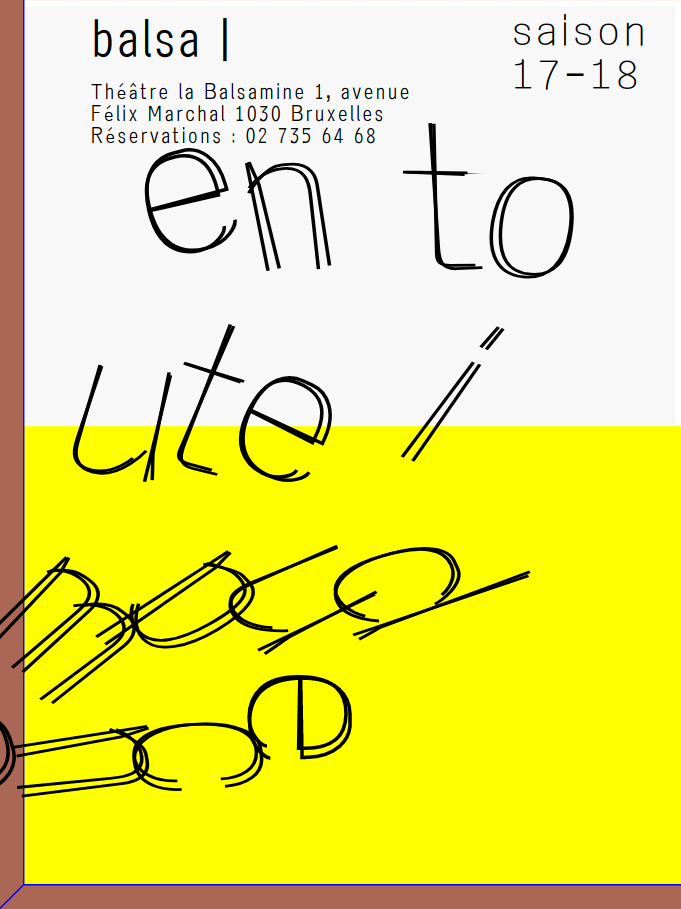 balsa |
saison
17-18
Théâtre la Balsamine 1, avenue
Félix Marchal 1030 Bruxelles
Réservations : 02 735 64 68
en to
ute i